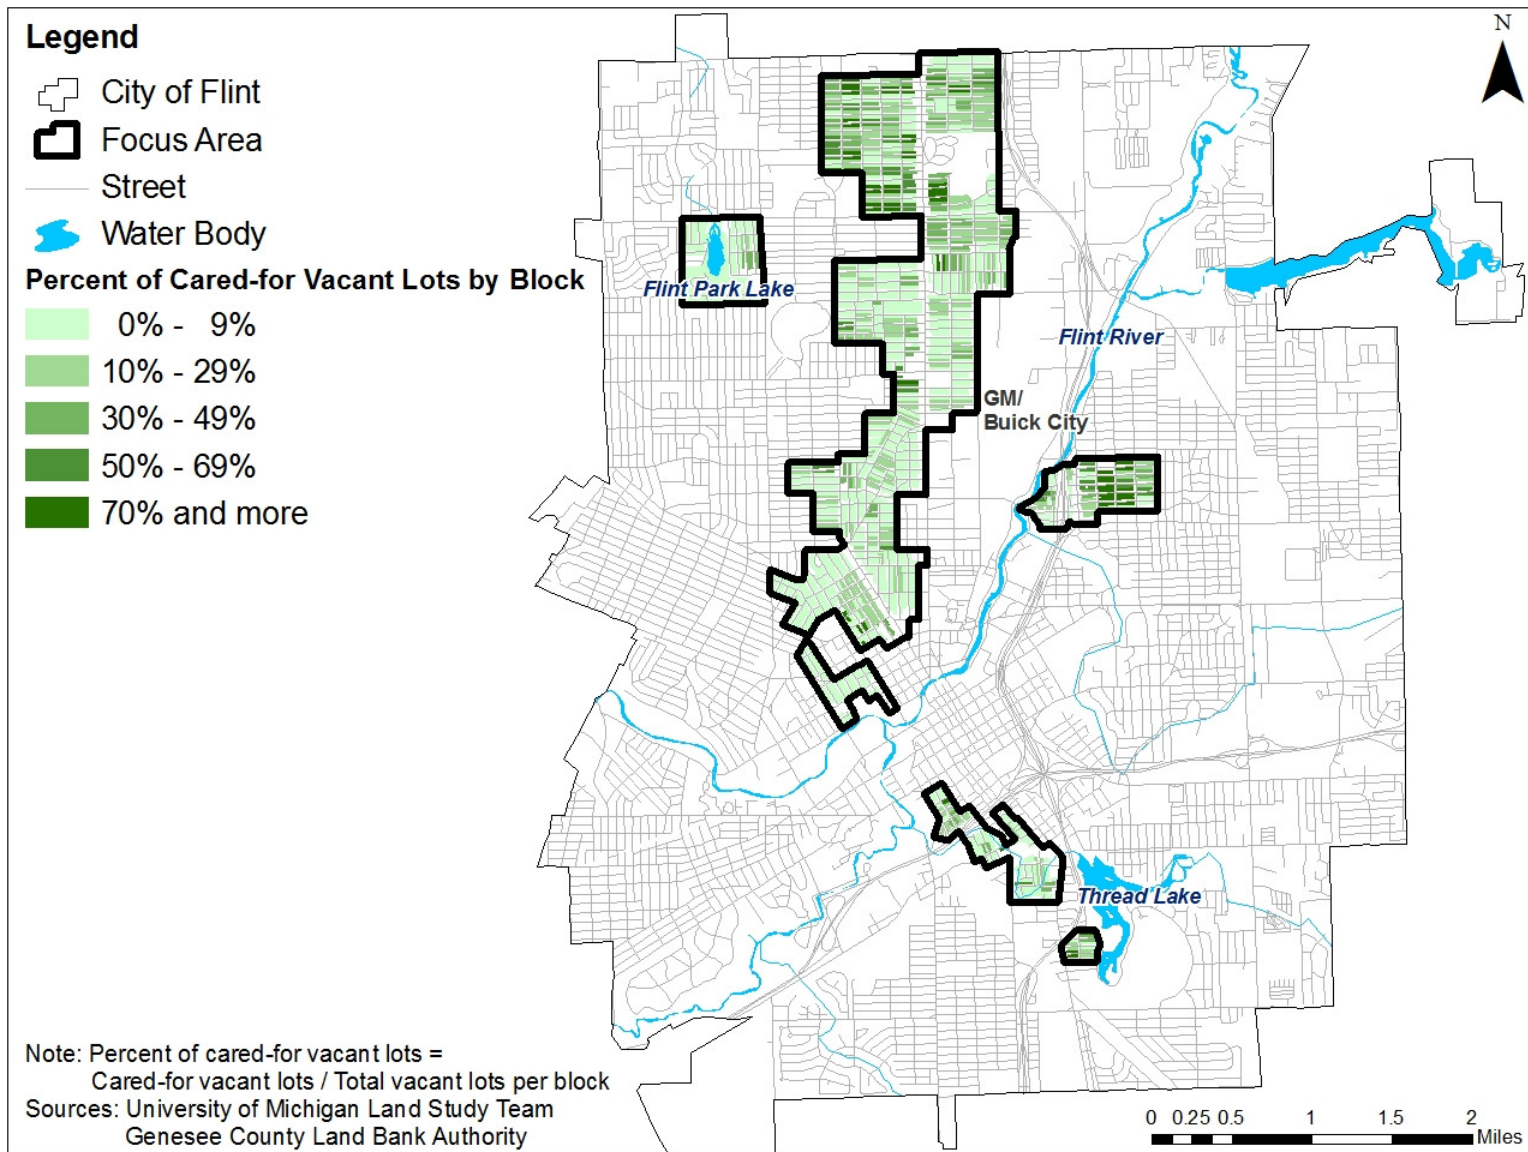 Legend
City of Flint
Focus Area
Street
Water Body
Percent of Cared-for Vacant Lots by Block
0% - 9%
10% - 29%
30% - 49%
50% - 69%
70% and more
N
Flint Park Lake
Flint River
GM/
Buick City
Thread Lake
Note: Percent of cared-for vacant lots =
Cared-for vacant lots / Total vacant lots per block
Sources: University of Michigan Land Study Team
Genesee County Land Bank Authority
0 0.25 0.5 1 1.5 2
Miles